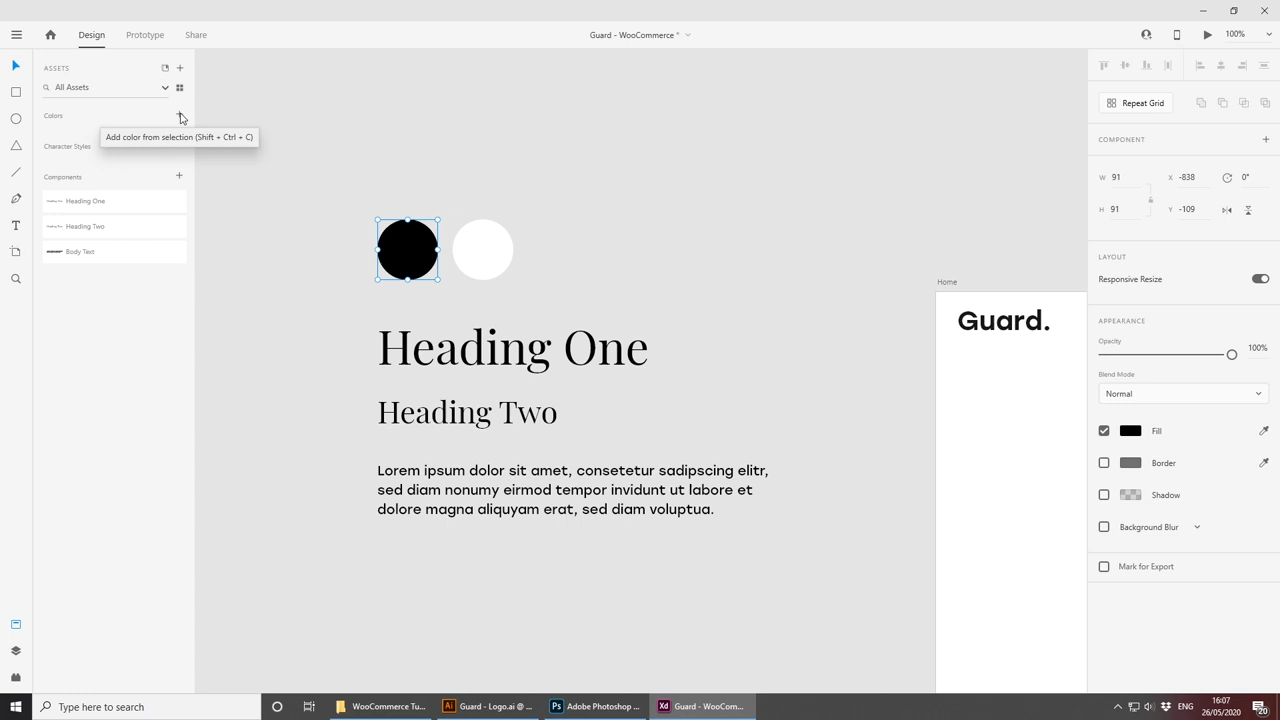 Design
Prototype
Share
Guard - WooCommerce *
100%
ASSETS
All Assets
Colors
Add color from selection (Shift + Ctrl + C)
Character Styles
Components
Heading One
Heading Two
Body Text
Heading One
Heading Two
Lorem ipsum dolor sit amet, consetetur sadipscing elitr,
sed diam nonumy eirmod tempor invidunt ut labore et
dolore magna aliquyam erat, sed diam voluptua.
Home
Guard.
Repeat Grid
COMPONENT
W 91
X -838
0°
H 91
Y -109
LAYOUT
Responsive Resize
APPEARANCE
Opacity
100%
Blend Mode
Normal
Fill
Border
Shadow
Background Blur
Mark for Export
Type here to search
WooCommerce Tu...
Ai
Guard - Logo.ai @ ...
Ps
Adobe Photoshop ...
Xd
Guard - WooCom...
ENG
16:07
26/05/2020
20